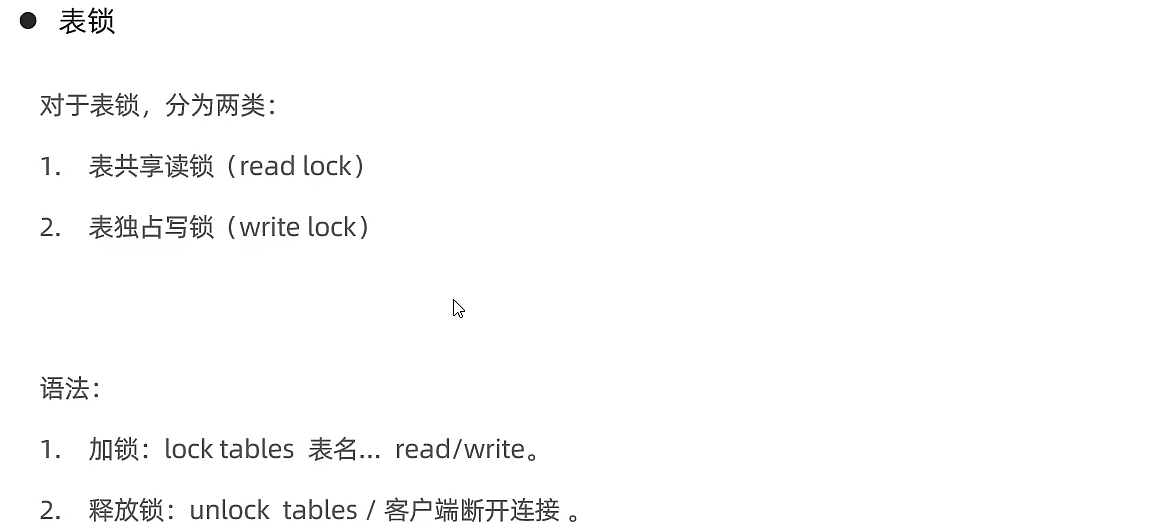 ● 表锁
对于表锁，分为两类：
1. 表共享读锁（read lock）
2. 表独占写锁（write lock）
语法：
1. 加锁：lock tables 表名... read/write。
2. 释放锁：unlock tables / 客户端断开连接 。